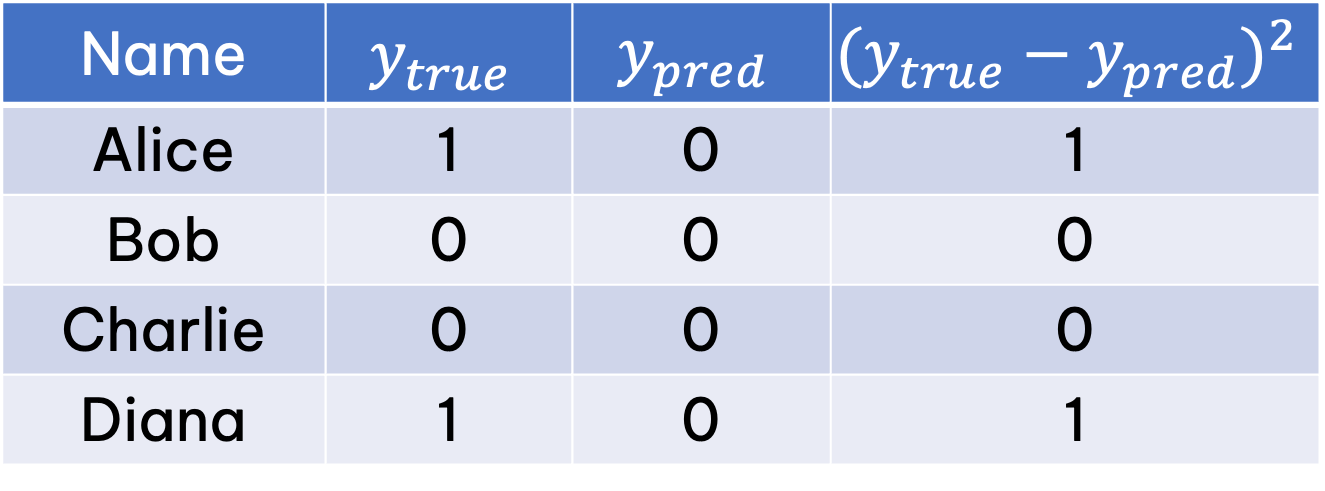 Name y_true y_pred (y_true − y_pred)²
Alice 1 0 1
Bob 0 0 0
Charlie 0 0 0
Diana 1 0 1